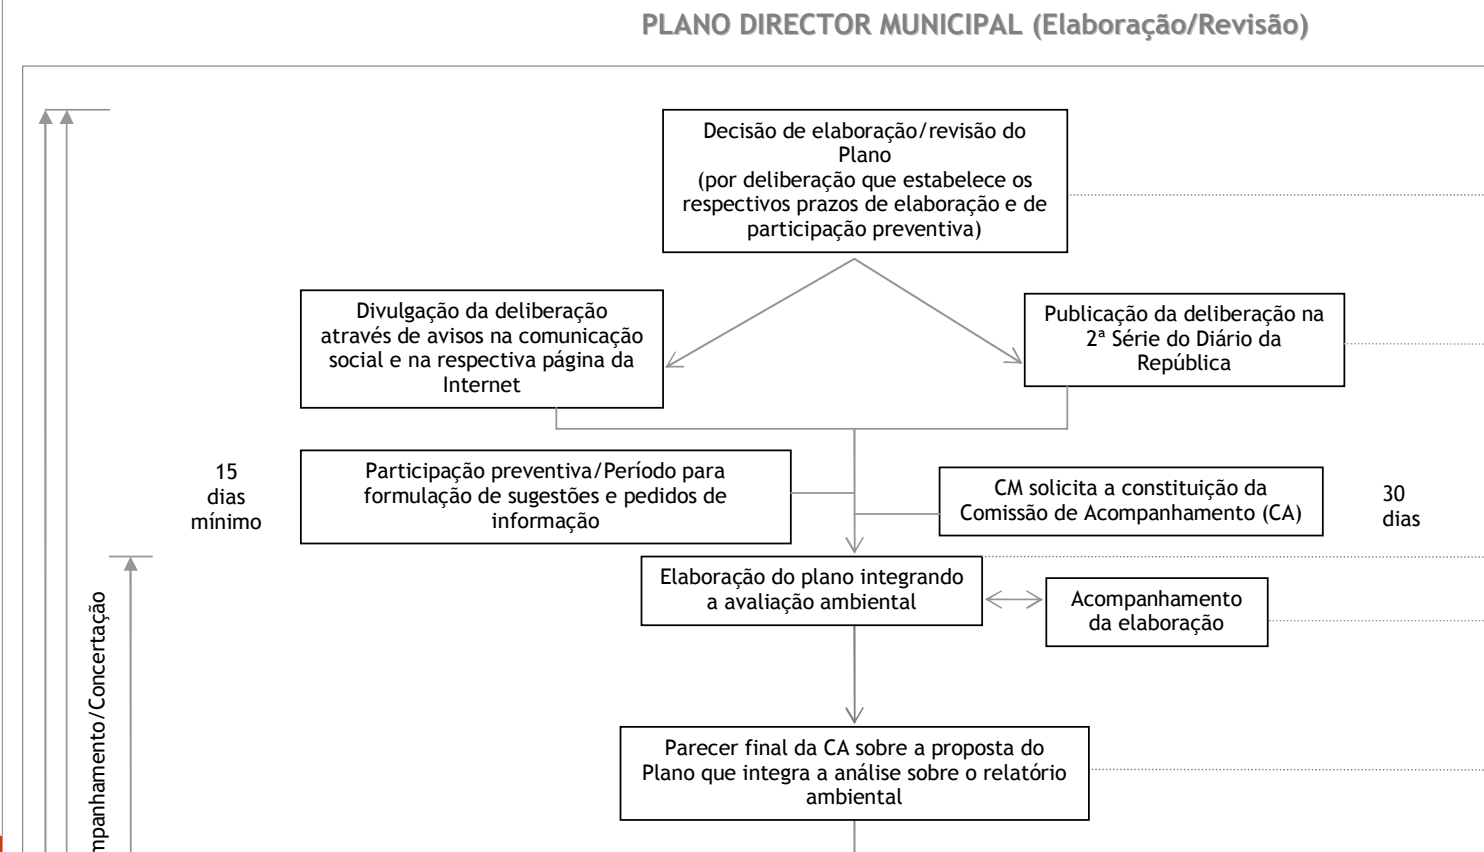 PLANO DIRECTOR MUNICIPAL (Elaboração/Revisão)
Decisão de elaboração/revisão do
Plano
(por deliberação que estabelece os
respectivos prazos de elaboração e de
participação preventiva)
Divulgação da deliberação
através de avisos na comunicação
social e na respectiva página da
Internet
Publicação da deliberação na
2ª Série do Diário da
República
15
dias
mínimo
Participação preventiva/Período para
formulação de sugestões e pedidos de
informação
CM solicita a constituição da
Comissão de Acompanhamento (CA)
30
dias
Elaboração do plano integrando
a avaliação ambiental
Acompanhamento
da elaboração
mpanhamento/Concertação
Parecer final da CA sobre a proposta do
Plano que integra a análise sobre o relatório
ambiental